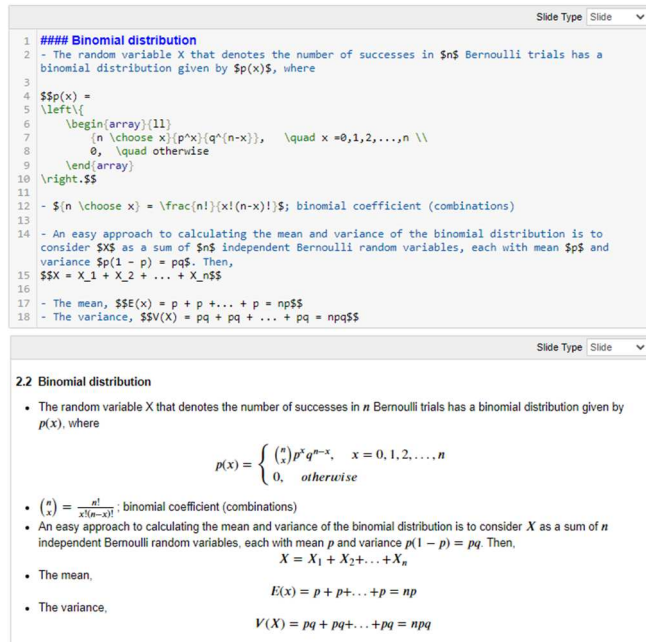 Slide Type Slide
1 #### Binomial distribution
2 - The random variable X that denotes the number of successes in $n$ Bernoulli trials has a
binomial distribution given by $p(x)$, where
3
4 $$p(x) =
5 \left\{
6 \begin{array}{ll}
7 {n \choose x}{p^x}{q^{n-x}}, \quad x =0,1,2,...,n \\
8 0, \quad otherwise
9 \end{array}
10 \right.$$
11
12 - ${n \choose x} = \frac{n!}{x!(n-x)!}$; binomial coefficient (combinations)
13
14 - An easy approach to calculating the mean and variance of the binomial distribution is to
consider $X$ as a sum of $n$ independent Bernoulli random variables, each with mean $p$ and
variance $p(1 - p) = pq$. Then,
15 $$X = X_1 + X_2 + ... + X_n$$
16
17 - The mean, $$E(x) = p + p +... + p = np$$
18 - The variance, $$V(X) = pq + pq + ... + pq = npq$$
Slide Type Slide
2.2 Binomial distribution
• The random variable X that denotes the number of successes in n Bernoulli trials has a binomial distribution given by
p(x), where
p(x) = { (n x) p^x q^{n−x}, x = 0, 1, 2, . . . , n
0, otherwise
• (n x) = n!/x!(n−x)! ; binomial coefficient (combinations)
• An easy approach to calculating the mean and variance of the binomial distribution is to consider X as a sum of n
independent Bernoulli random variables, each with mean p and variance p(1 − p) = pq. Then,
X = X₁ + X₂+. . . +Xₙ
• The mean,
E(x) = p + p+. . . +p = np
• The variance,
V(X) = pq + pq+. . . +pq = npq